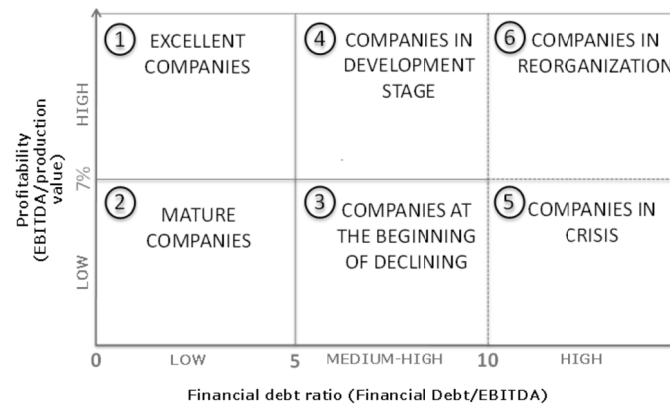 1 EXCELLENT
COMPANIES
4 COMPANIES IN
DEVELOPMENT
STAGE
6 COMPANIES IN
REORGANIZATION
2 MATURE
COMPANIES
3 COMPANIES AT
THE BEGINNING
OF DECLINING
5 COMPANIES IN
CRISIS
Profitability
(EBITDA/production
value)
HIGH
7%
LOW
0 LOW 5 MEDIUM-HIGH 10 HIGH
Financial debt ratio (Financial Debt/EBITDA)